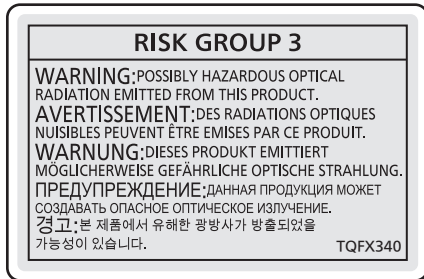 RISK GROUP 3
WARNING:POSSIBLY HAZARDOUS OPTICAL
RADIATION EMITTED FROM THIS PRODUCT.
AVERTISSEMENT:DES RADIATIONS OPTIQUES
NUISIBLES PEUVENT ÊTRE EMISES PAR CE PRODUIT.
WARNUNG:DIESES PRODUKT EMITTIERT
MÖGLICHERWEISE GEFÄHRLICHE OPTISCHE STRAHLUNG.
ПРЕДУПРЕЖДЕНИЕ:ДАННАЯ ПРОДУКЦИЯ МОЖЕТ
СОЗДАВАТЬ ОПАСНОЕ ОПТИЧЕСКОЕ ИЗЛУЧЕНИЕ.
경고:본 제품에서 유해한 광방사가 방출되었을
가능성이 있습니다.
TQFX340